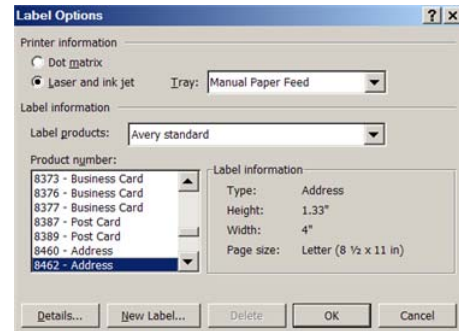 Label Options
Printer information
Dot matrix
Laser and ink jet Tray: Manual Paper Feed
Label information
Label products: Avery standard
Product number:
8373 - Business Card
8376 - Business Card
8377 - Business Card
8387 - Post Card
8389 - Post Card
8460 - Address
8462 - Address
Label information
Type: Address
Height: 1.33"
Width: 4"
Page size: Letter (8 ½ x 11 in)
Details... New Label... Delete OK Cancel